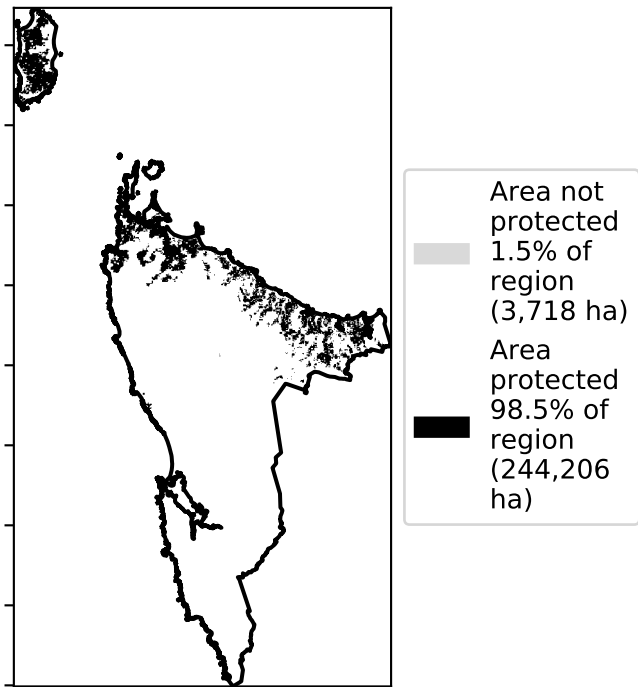 Area not
protected
1.5% of
region
(3,718 ha)
Area
protected
98.5% of
region
(244,206
ha)